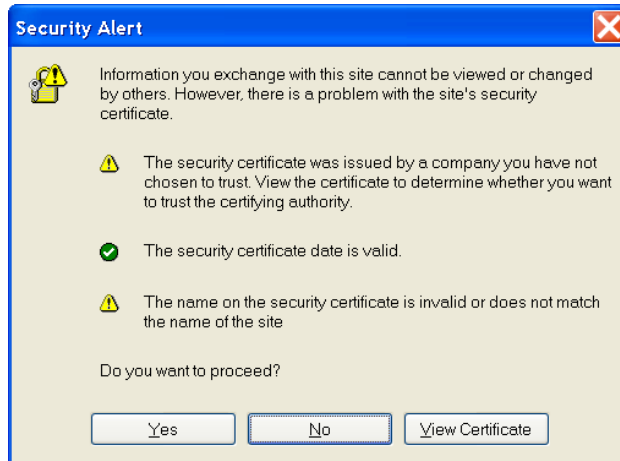 Security Alert
Information you exchange with this site cannot be viewed or changed
by others. However, there is a problem with the site's security
certificate.
The security certificate was issued by a company you have not
chosen to trust. View the certificate to determine whether you want
to trust the certifying authority.
The security certificate date is valid.
The name on the security certificate is invalid or does not match
the name of the site
Do you want to proceed?
Yes
No
View Certificate